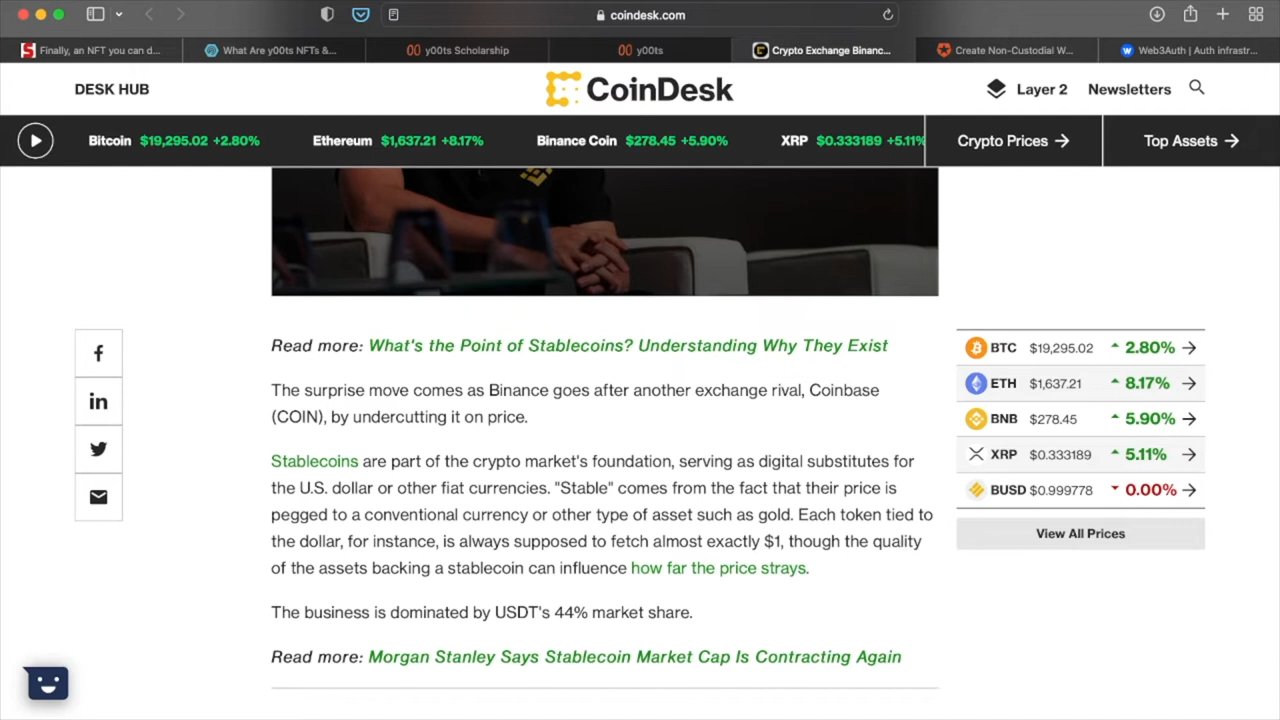 coindesk.com
Finally, an NFT you can d...
What Are y00ts NFTs &...
y00ts Scholarship
y00ts
Crypto Exchange Binanc...
Create Non-Custodial W...
Web3Auth | Auth infrastr...
DESK HUB
CoinDesk
Layer 2
Newsletters
Bitcoin $19,295.02 +2.80%
Ethereum $1,637.21 +8.17%
Binance Coin $278.45 +5.90%
XRP $0.333189 +5.11%
Crypto Prices →
Top Assets →
Read more: What's the Point of Stablecoins? Understanding Why They Exist
The surprise move comes as Binance goes after another exchange rival, Coinbase
(COIN), by undercutting it on price.
Stablecoins are part of the crypto market's foundation, serving as digital substitutes for
the U.S. dollar or other fiat currencies. "Stable" comes from the fact that their price is
pegged to a conventional currency or other type of asset such as gold. Each token tied to
the dollar, for instance, is always supposed to fetch almost exactly $1, though the quality
of the assets backing a stablecoin can influence how far the price strays.
The business is dominated by USDT's 44% market share.
Read more: Morgan Stanley Says Stablecoin Market Cap Is Contracting Again
BTC $19,295.02 2.80% →
ETH $1,637.21 8.17% →
BNB $278.45 5.90% →
XRP $0.333189 5.11% →
BUSD $0.999778 0.00% →
View All Prices